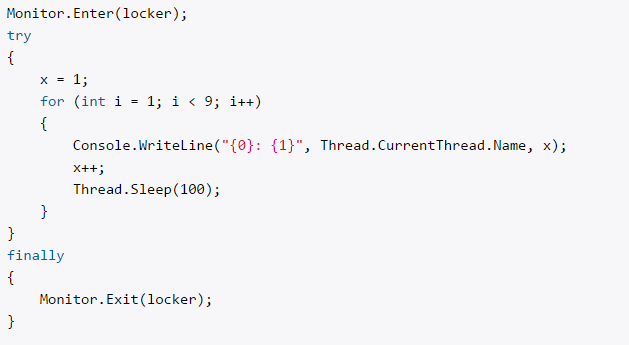 Monitor.Enter(locker);
try
{
    x = 1;
    for (int i = 1; i < 9; i++)
    {
        Console.WriteLine("{0}: {1}", Thread.CurrentThread.Name, x);
        x++;
        Thread.Sleep(100);
    }
}
finally
{
    Monitor.Exit(locker);
}